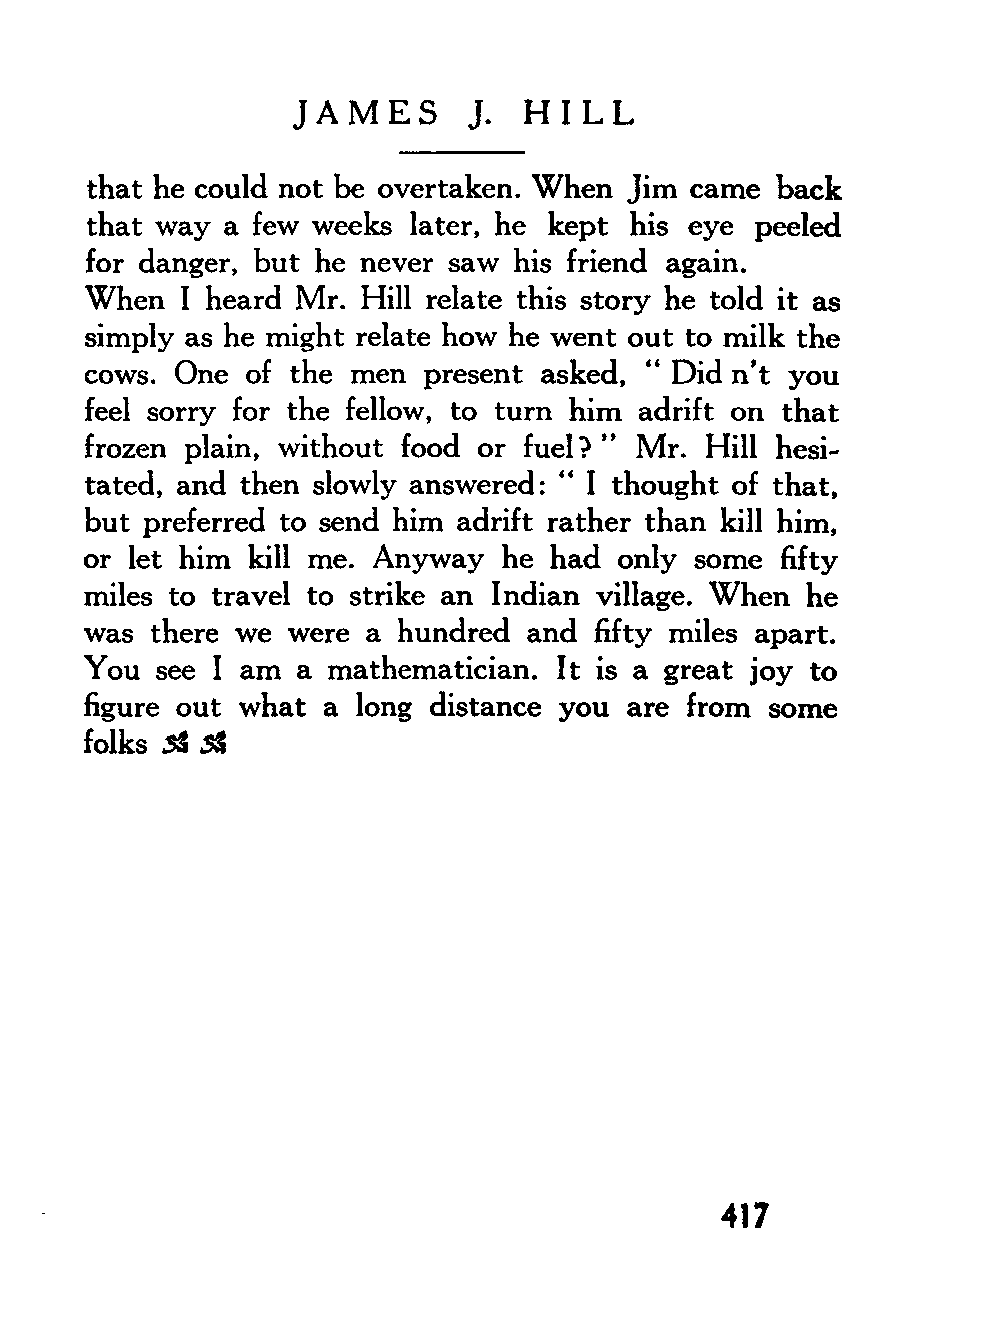 JAMES J. HILL
that he could not be overtaken. When Jim came back
that way a few weeks later, he kept his eye peeled
for danger, but he never saw his friend again.
When I heard Mr. Hill relate this story he told it as
simply as he might relate how he went out to milk the
cows. One of the men present asked, “ Did n’t you
feel sorry for the fellow, to turn him adrift on that
frozen plain, without food or fuel? ” Mr. Hill hesi-
tated, and then slowly answered: “ I thought of that,
but preferred to send him adrift rather than kill him,
or let him kill me. Anyway he had only some fifty
miles to travel to strike an Indian village. When he
was there we were a hundred and fifty miles apart.
You see I am a mathematician. It is a great joy to
figure out what a long distance you are from some
folks
417